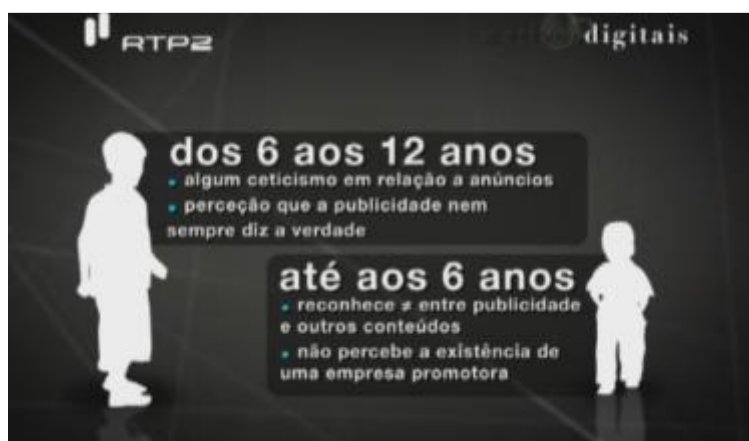 RTP2
digitais
dos 6 aos 12 anos
• algum ceticismo em relação a anúncios
• perceção que a publicidade nem
sempre diz a verdade
até aos 6 anos
• reconhece ≠ entre publicidade
e outros conteúdos
• não percebe a existência de
uma empresa promotora